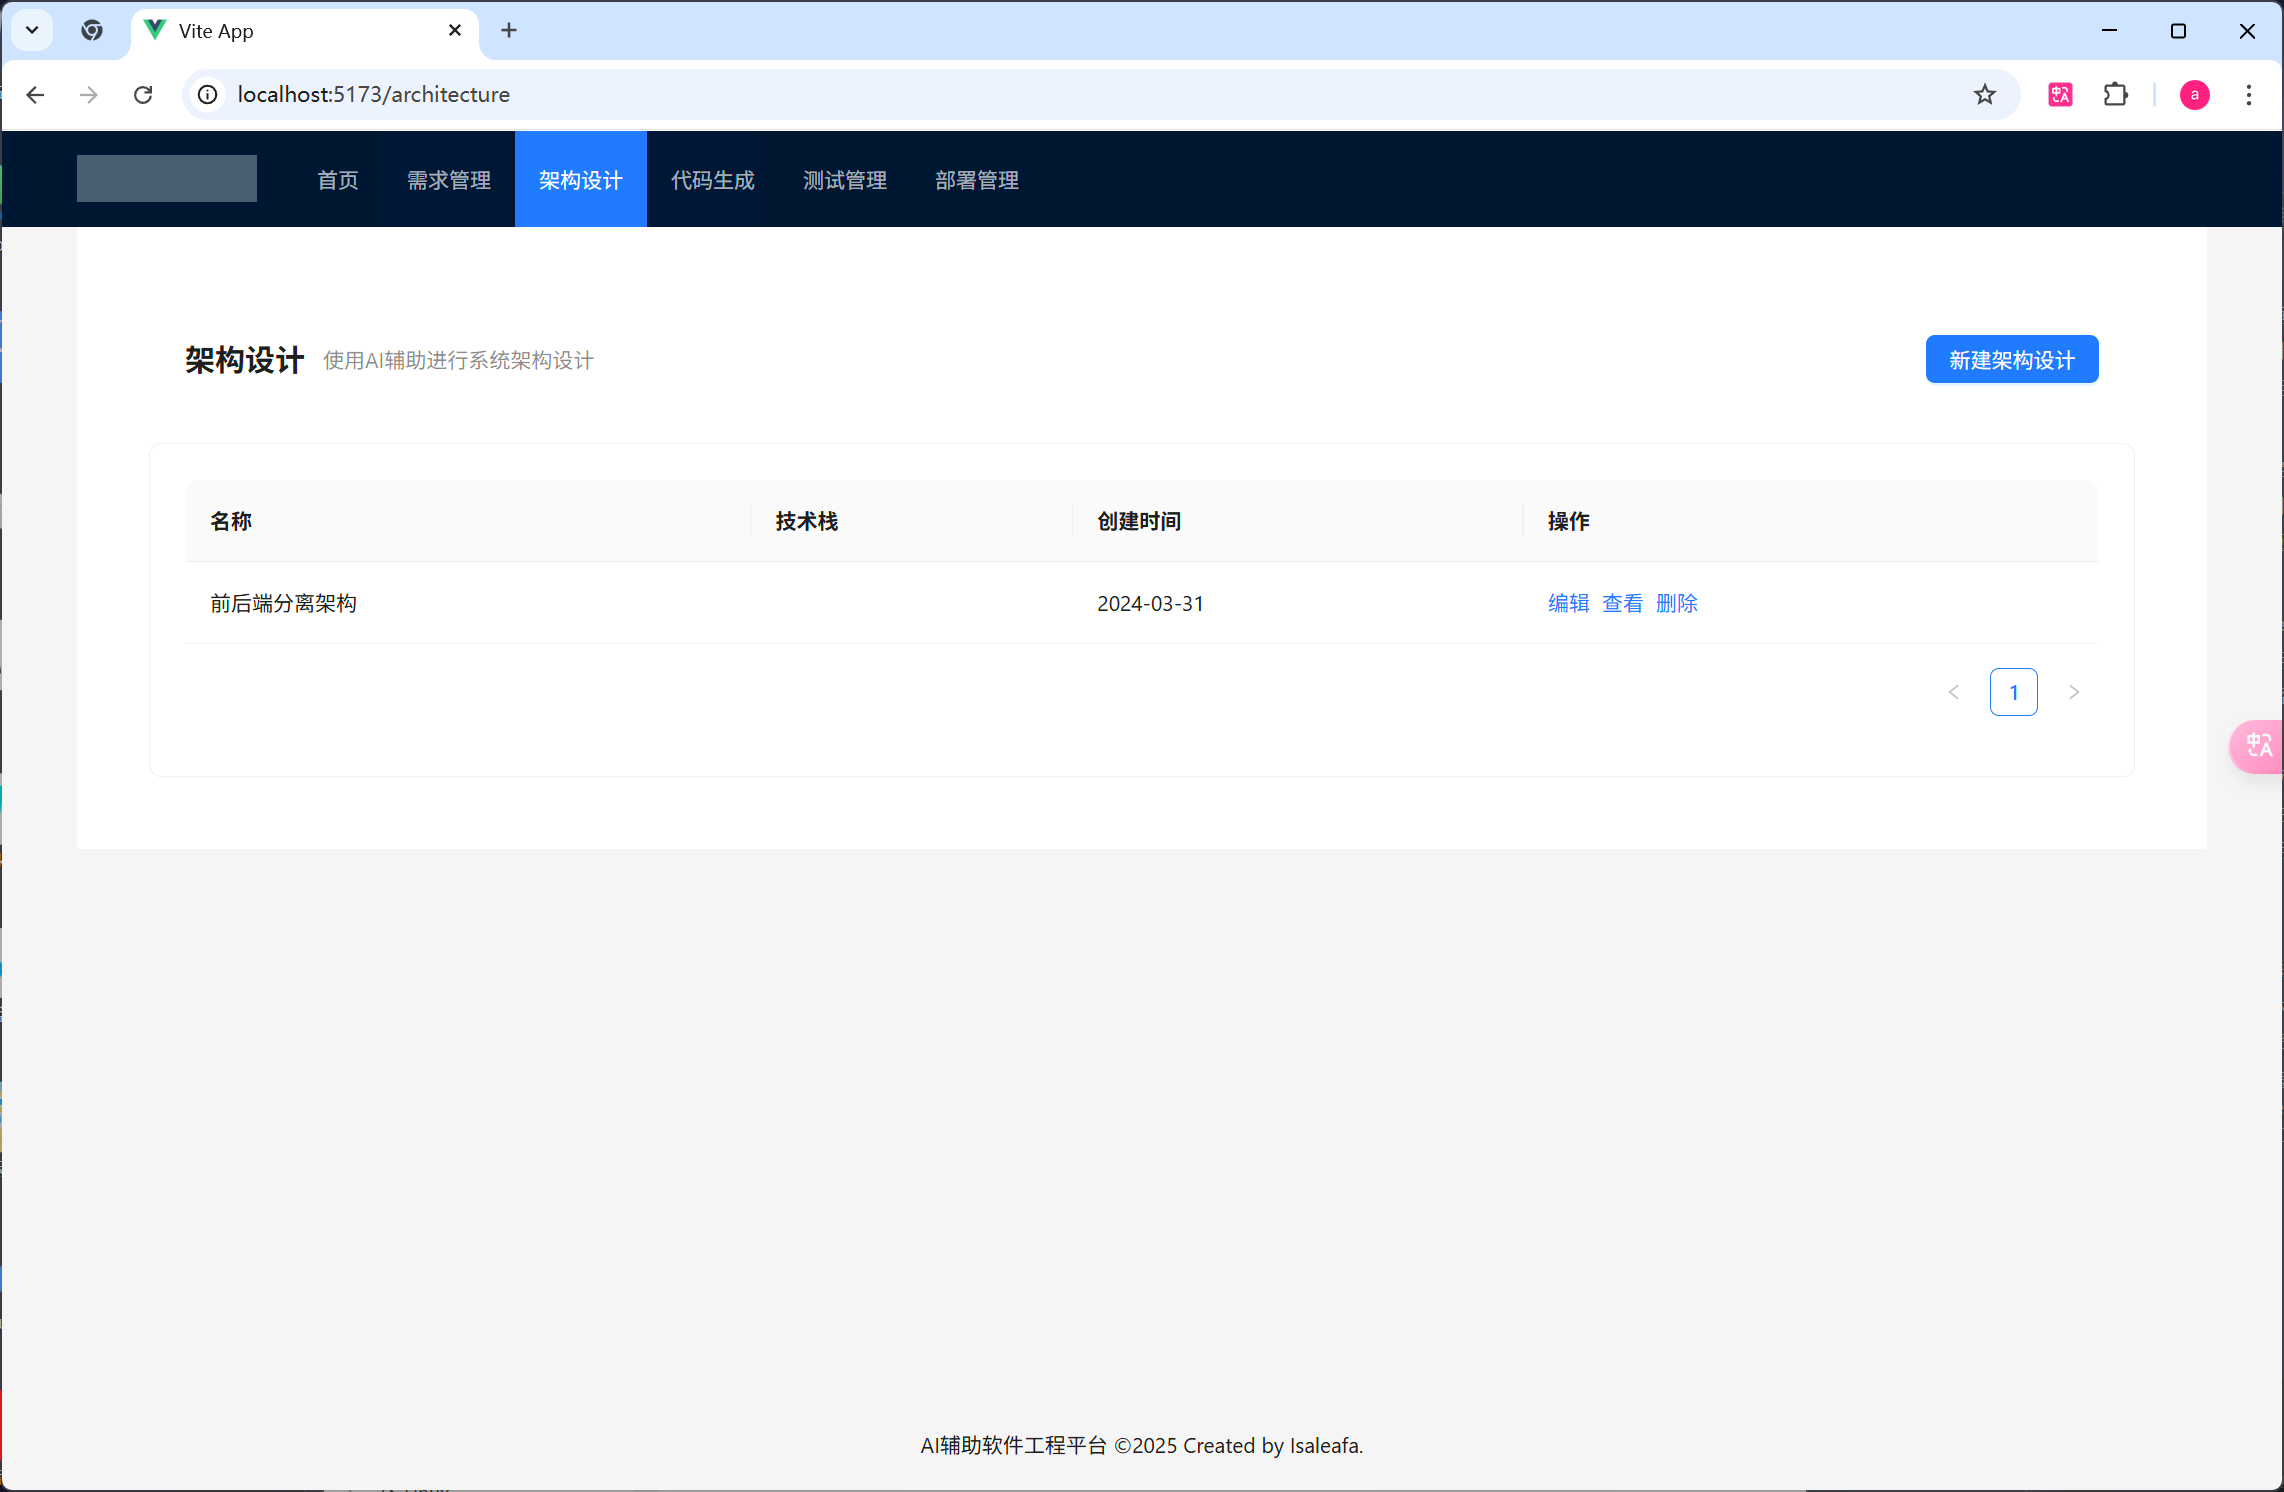 Vite App
localhost:5173/architecture
a
首页 需求管理 架构设计 代码生成 测试管理 部署管理
架构设计 使用AI辅助进行系统架构设计 新建架构设计
名称 技术栈 创建时间 操作
前后端分离架构 2024-03-31 编辑 查看 删除
< 1 >
AI辅助软件工程平台 ©2025 Created by Isaleafa.